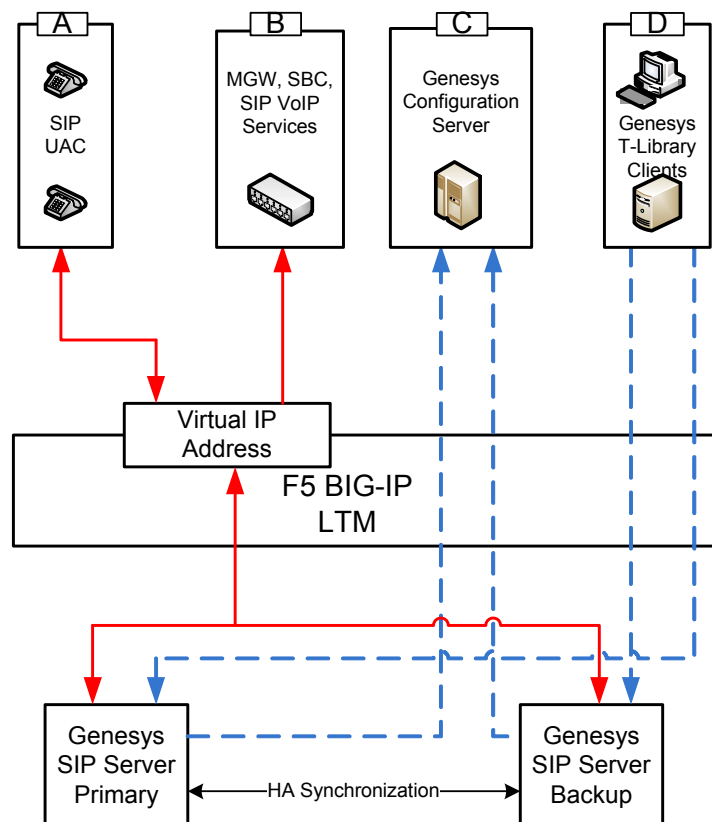 A
B
C
D
SIP
UAC
MGW, SBC,
SIP VoIP
Services
Genesys
Configuration
Server
Genesys
T-Library
Clients
Virtual IP
Address
F5 BIG-IP
LTM
Genesys
SIP Server
Primary
HA Synchronization
Genesys
SIP Server
Backup